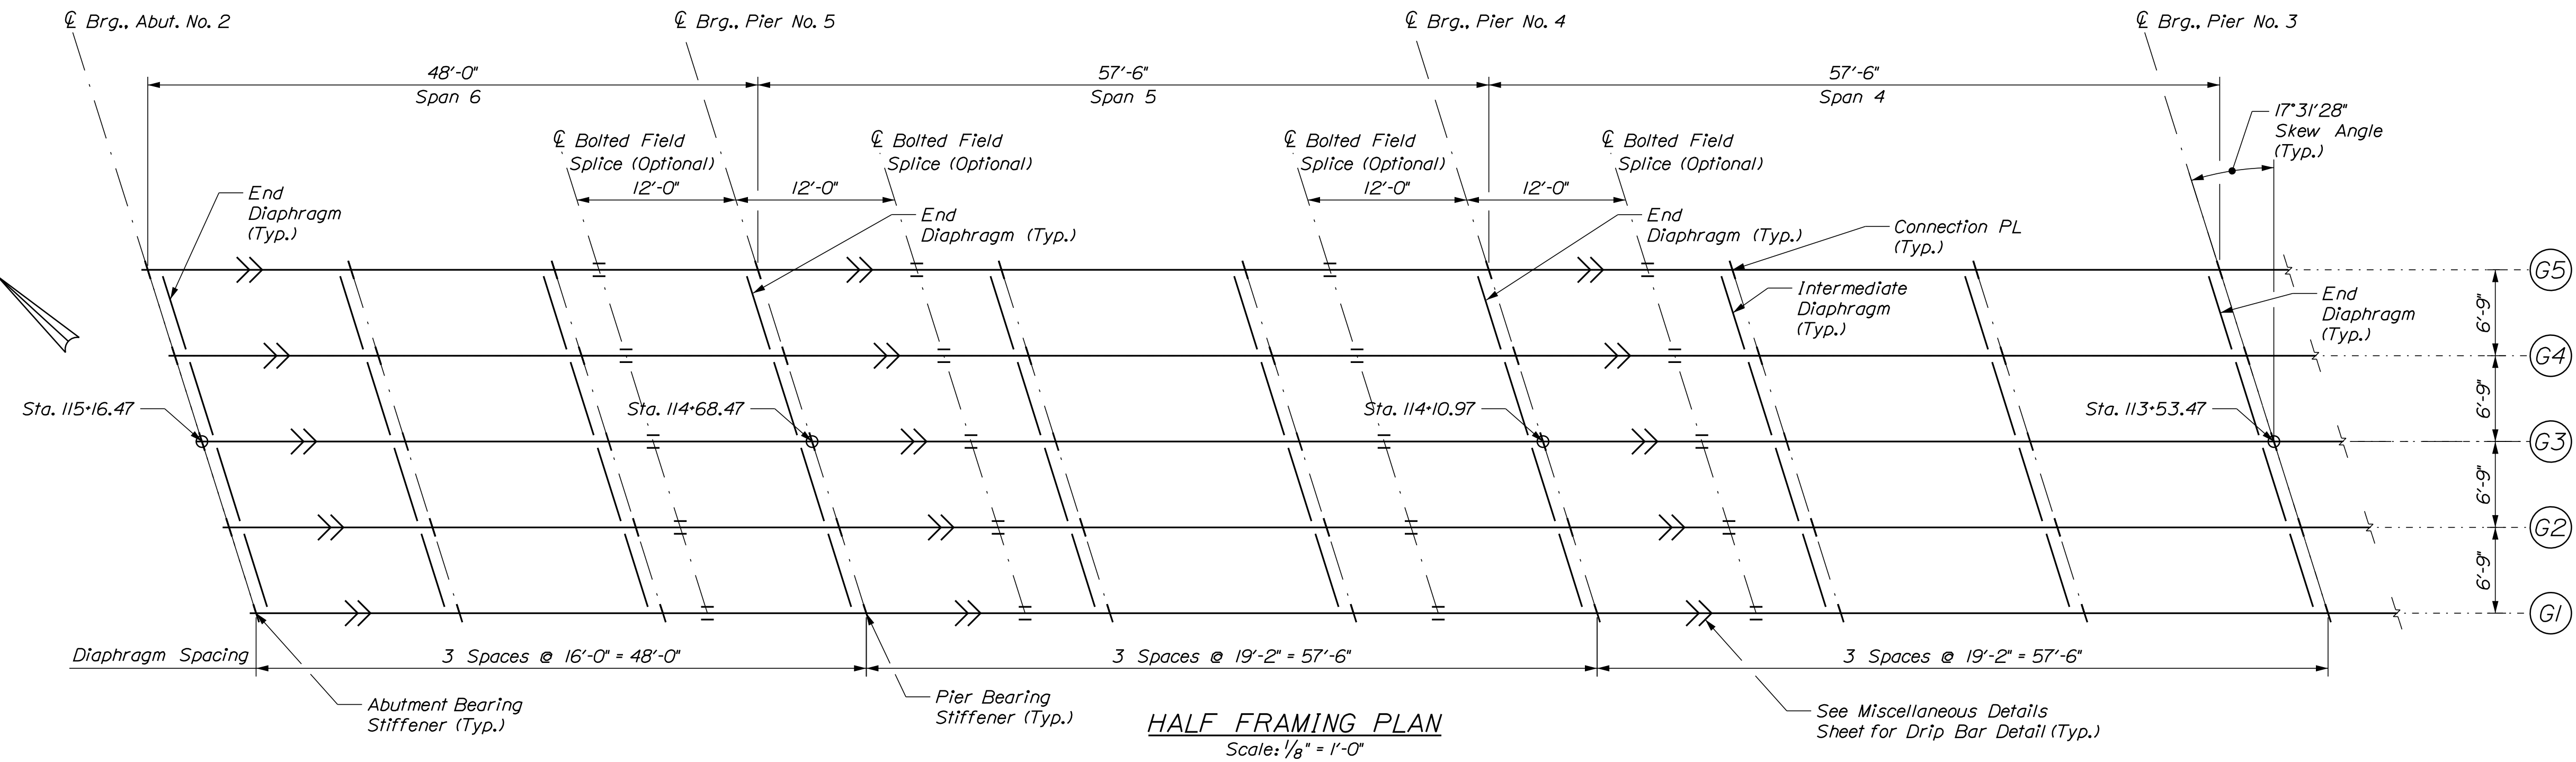 ℄ Brg., Abut. No. 2
℄ Brg., Pier No. 5
℄ Brg., Pier No. 4
℄ Brg., Pier No. 3
48'-0"
Span 6
57'-6"
Span 5
57'-6"
Span 4
17°31'28"
Skew Angle
(Typ.)
℄ Bolted Field
Splice (Optional)
℄ Bolted Field
Splice (Optional)
℄ Bolted Field
Splice (Optional)
℄ Bolted Field
Splice (Optional)
12'-0"
12'-0"
12'-0"
12'-0"
End
Diaphragm
(Typ.)
End
Diaphragm (Typ.)
End
Diaphragm (Typ.)
Connection PL
(Typ.)
Intermediate
Diaphragm
(Typ.)
End
Diaphragm
(Typ.)
G5
6'-9"
G4
6'-9"
Sta. 115+16.47
Sta. 114+68.47
Sta. 114+10.97
Sta. 113+53.47
G3
6'-9"
G2
6'-9"
G1
Diaphragm Spacing
3 Spaces @ 16'-0" = 48'-0"
3 Spaces @ 19'-2" = 57'-6"
3 Spaces @ 19'-2" = 57'-6"
Abutment Bearing
Stiffener (Typ.)
Pier Bearing
Stiffener (Typ.)
See Miscellaneous Details
Sheet for Drip Bar Detail (Typ.)
HALF FRAMING PLAN
Scale: 1/8" = 1'-0"